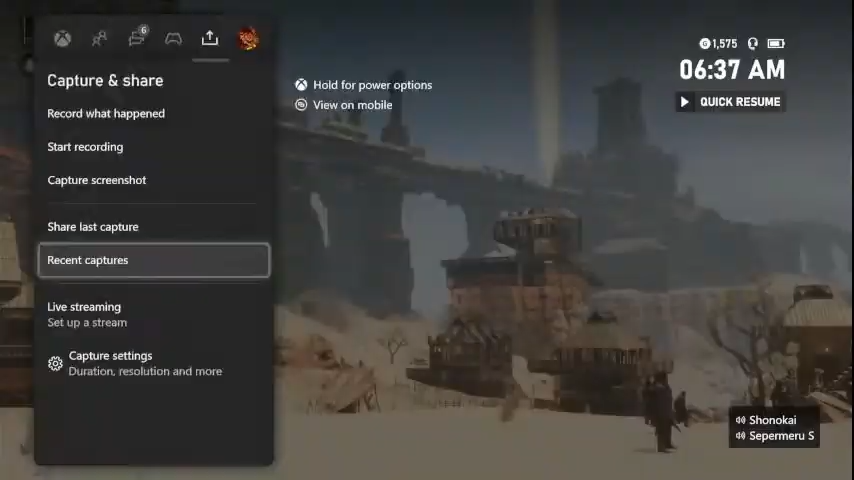 6
Capture & share
Record what happened
Start recording
Capture screenshot
Share last capture
Recent captures
Live streaming
Set up a stream
Capture settings
Duration, resolution and more
Hold for power options
View on mobile
G 1,575
06:37 AM
QUICK RESUME
Shonokai
Sepermeru S